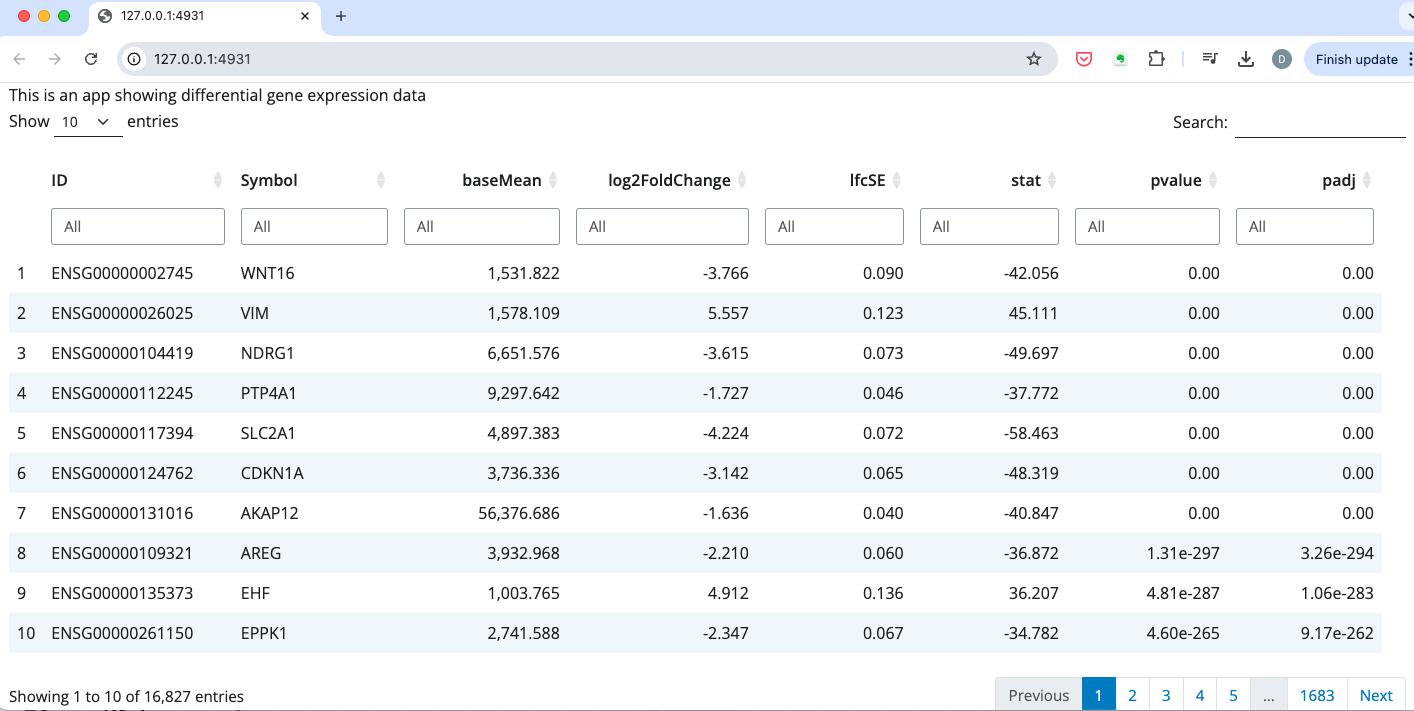 127.0.0.1:4931
127.0.0.1:4931
D
Finish update
This is an app showing differential gene expression data
Show 10 entries
Search:
ID Symbol baseMean log2FoldChange lfcSE stat pvalue padj
All All All All All All All All
1 ENSG00000002745 WNT16 1,531.822 -3.766 0.090 -42.056 0.00 0.00
2 ENSG00000026025 VIM 1,578.109 5.557 0.123 45.111 0.00 0.00
3 ENSG00000104419 NDRG1 6,651.576 -3.615 0.073 -49.697 0.00 0.00
4 ENSG00000112245 PTP4A1 9,297.642 -1.727 0.046 -37.772 0.00 0.00
5 ENSG00000117394 SLC2A1 4,897.383 -4.224 0.072 -58.463 0.00 0.00
6 ENSG00000124762 CDKN1A 3,736.336 -3.142 0.065 -48.319 0.00 0.00
7 ENSG00000131016 AKAP12 56,376.686 -1.636 0.040 -40.847 0.00 0.00
8 ENSG00000109321 AREG 3,932.968 -2.210 0.060 -36.872 1.31e-297 3.26e-294
9 ENSG00000135373 EHF 1,003.765 4.912 0.136 36.207 4.81e-287 1.06e-283
10 ENSG00000261150 EPPK1 2,741.588 -2.347 0.067 -34.782 4.60e-265 9.17e-262
Showing 1 to 10 of 16,827 entries
Previous 1 2 3 4 5 ... 1683 Next